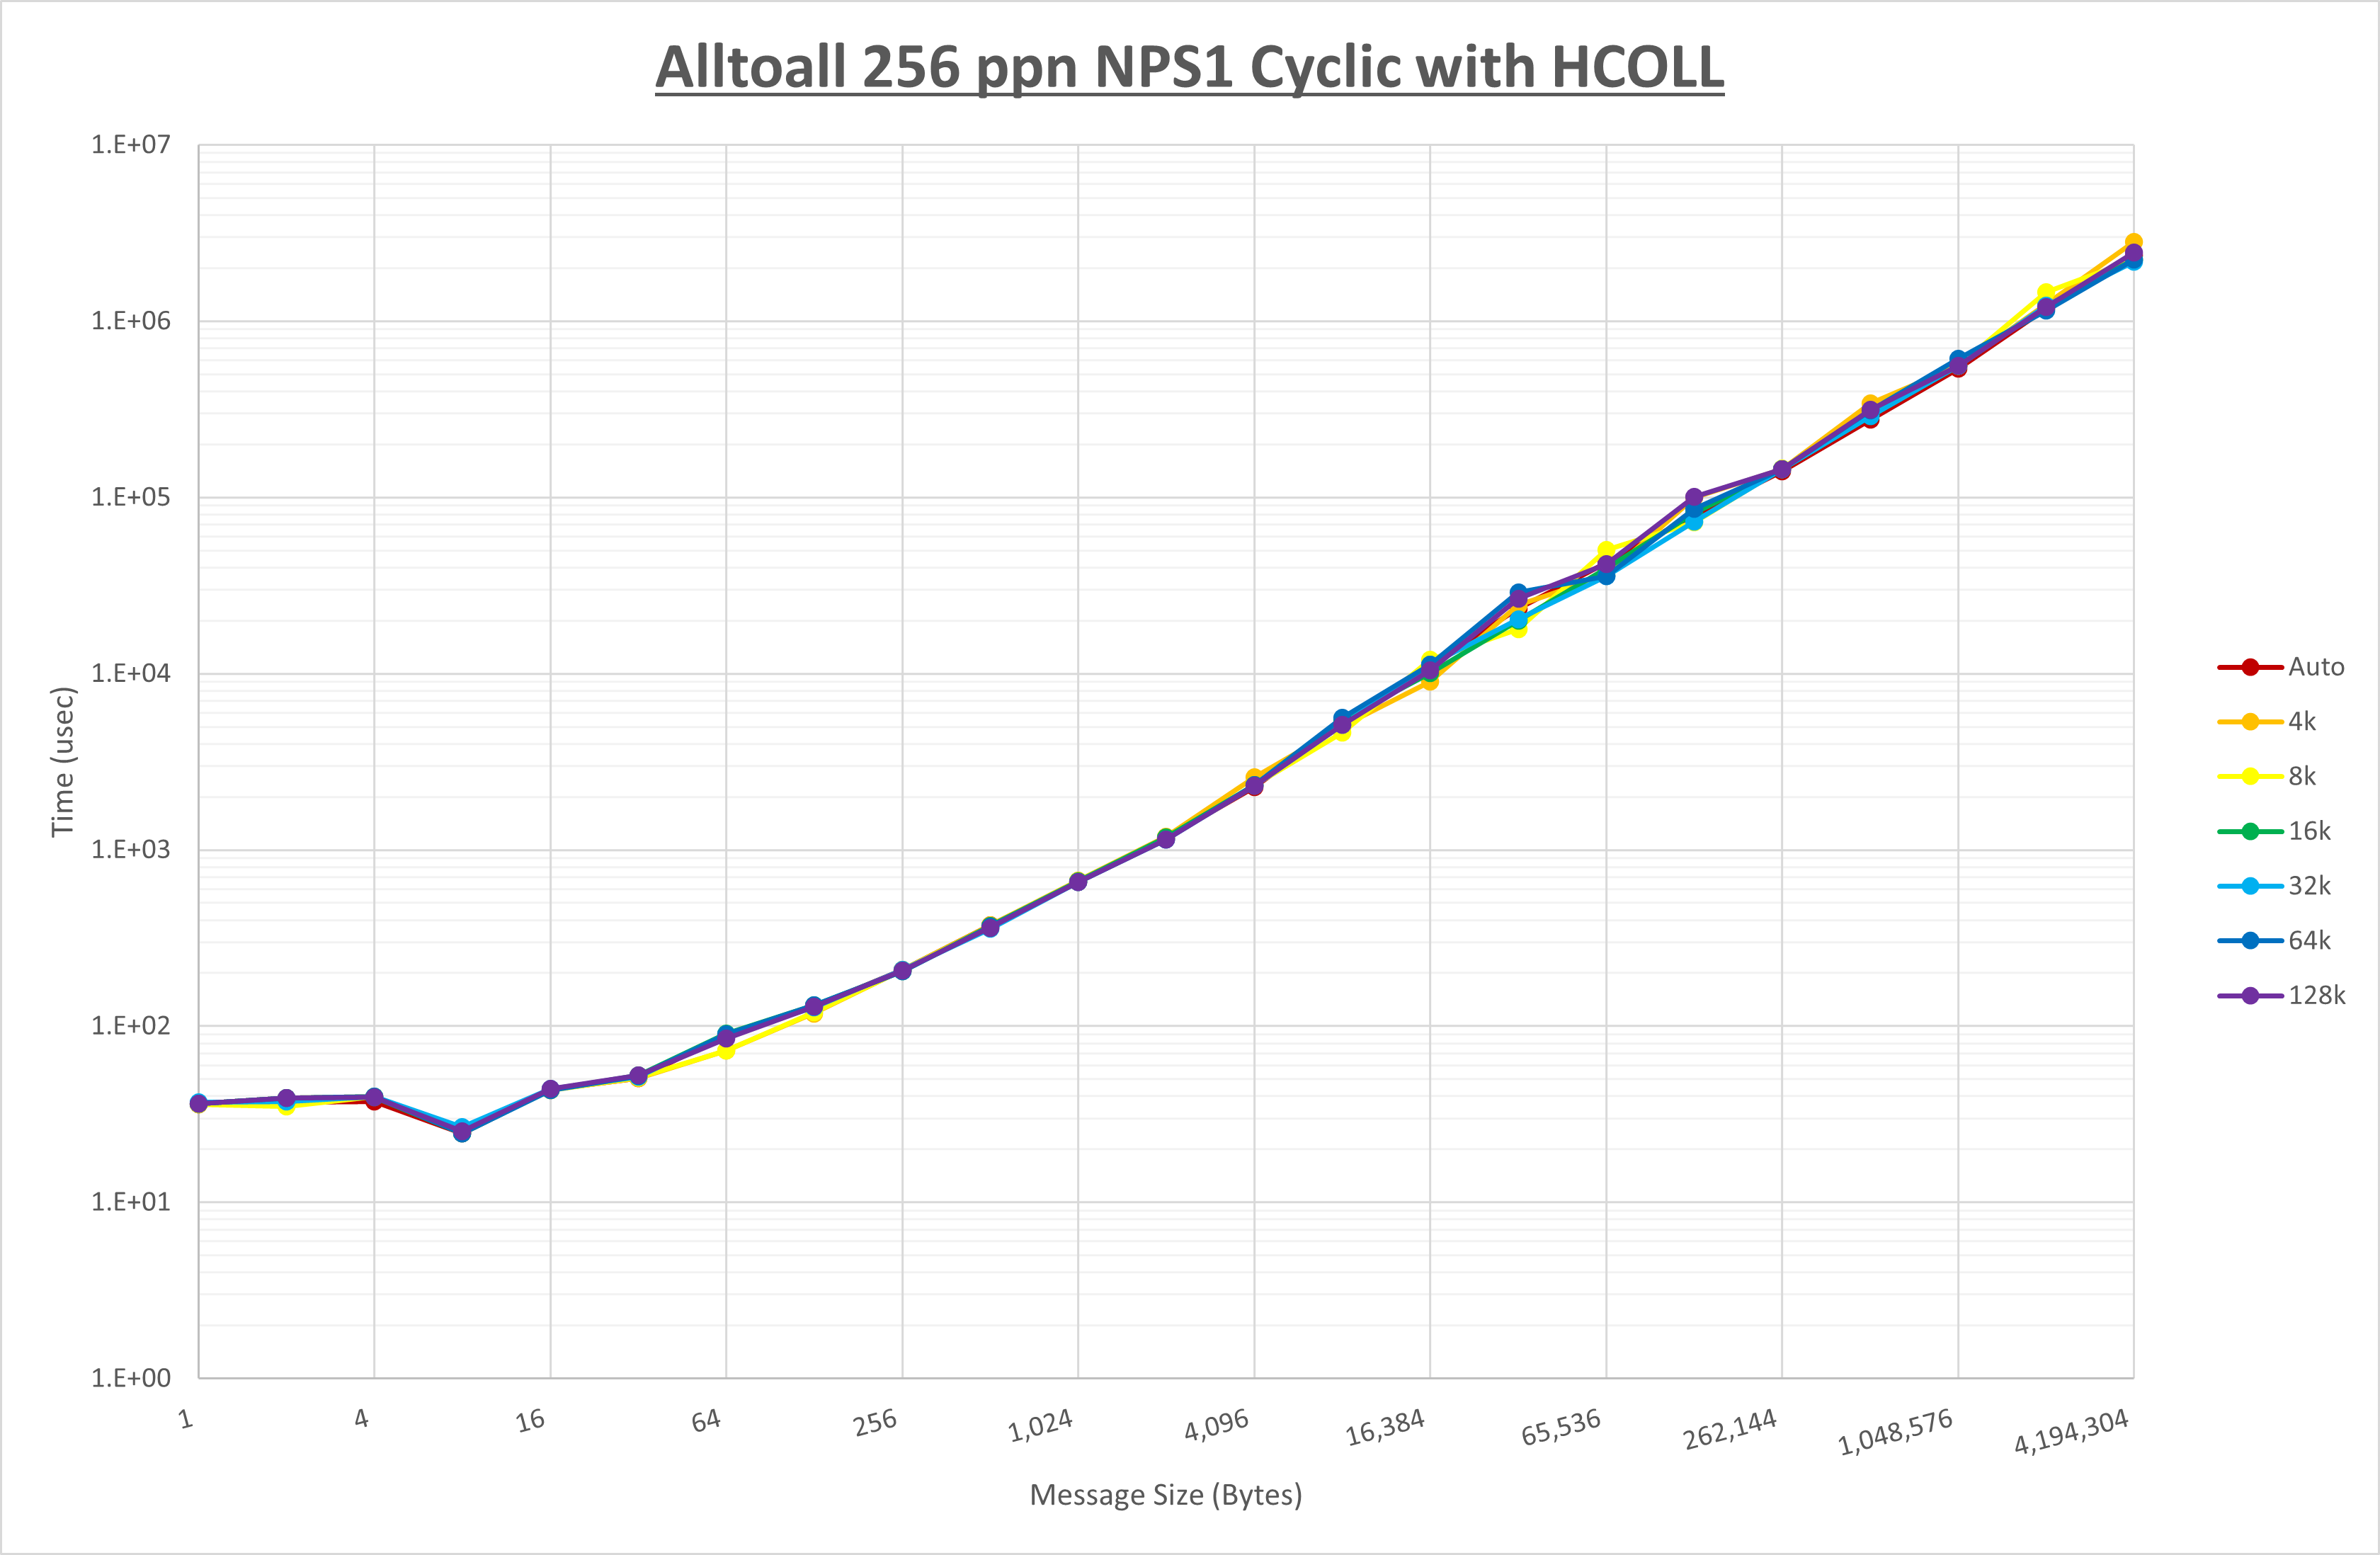 Alltoall 256 ppn NPS1 Cyclic with HCOLL
1.E+07
1.E+06
1.E+05
1.E+04
1.E+03
1.E+02
1.E+01
1.E+00
Time (usec)
1
4
16
64
256
1,024
4,096
16,384
65,536
262,144
1,048,576
4,194,304
Message Size (Bytes)
Auto
4k
8k
16k
32k
64k
128k